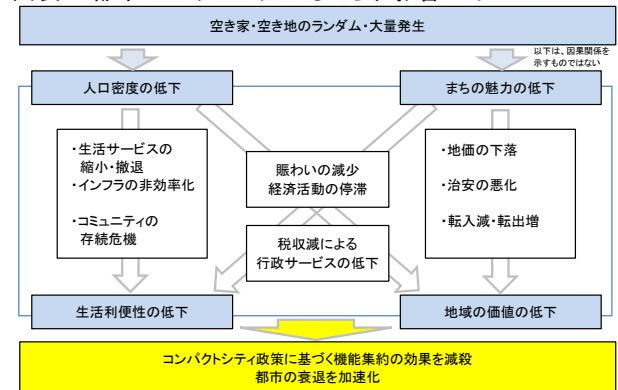 空き家・空き地のランダム・大量発生
以下は、因果関係を
示すものではない
人口密度の低下
まちの魅力の低下
・生活サービスの
縮小・撤退
・インフラの非効率化
・コミュニティの
存続危機
賑わいの減少
経済活動の停滞
税収減による
行政サービスの低下
・地価の下落
・治安の悪化
・転入減・転出増
生活利便性の低下
地域の価値の低下
コンパクトシティ政策に基づく機能集約の効果を減殺
都市の衰退を加速化